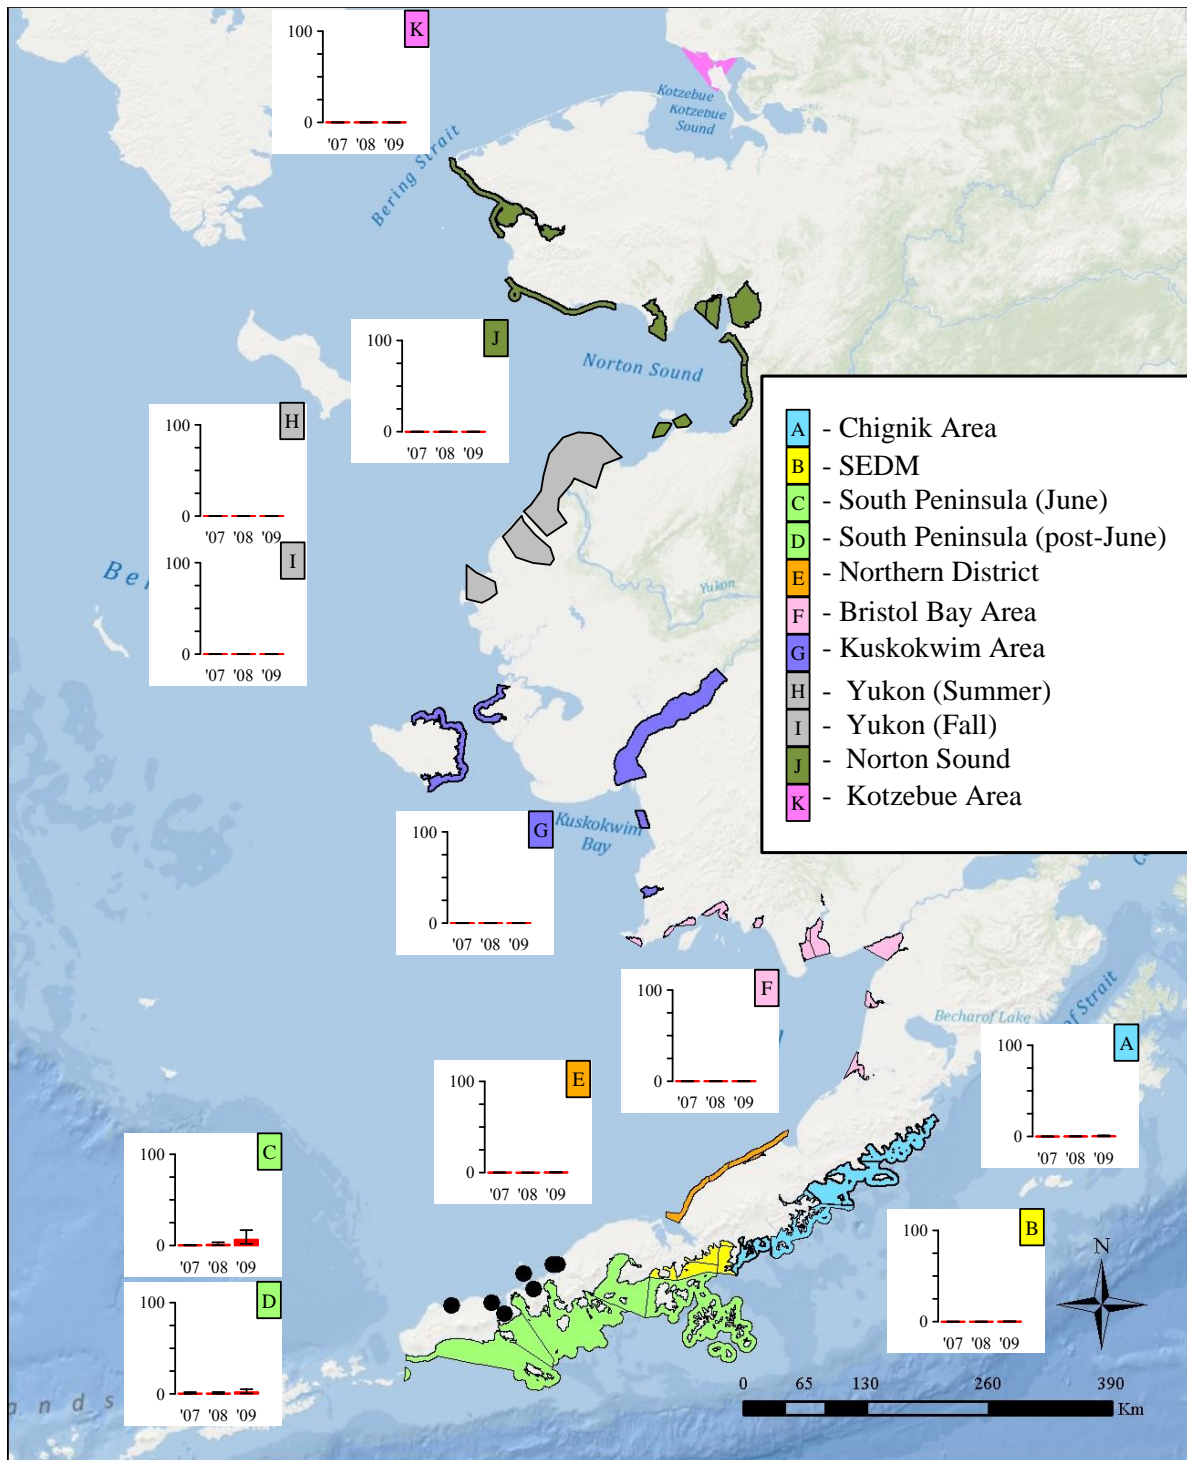 100
K
0
'07 '08 '09
Kotzebue
Kotzebue
Sound
Bering Strait
100
J
0
'07 '08 '09
Norton Sound
100
H
0
'07 '08 '09
100
I
0
'07 '08 '09
Ber
A - Chignik Area
B - SEDM
C - South Peninsula (June)
D - South Peninsula (post-June)
E - Northern District
F - Bristol Bay Area
G - Kuskokwim Area
H - Yukon (Summer)
I - Yukon (Fall)
J - Norton Sound
K - Kotzebue Area
Yukon
Kuskokwim
Bay
100
G
0
'07 '08 '09
100
F
0
'07 '08 '09
Becharof Lake
of Strait
100
A
0
'07 '08 '09
100
E
0
'07 '08 '09
100
C
0
'07 '08 '09
100
B
0
'07 '08 '09
N
100
D
0
'07 '08 '09
ands
0 65 130 260 390
Km